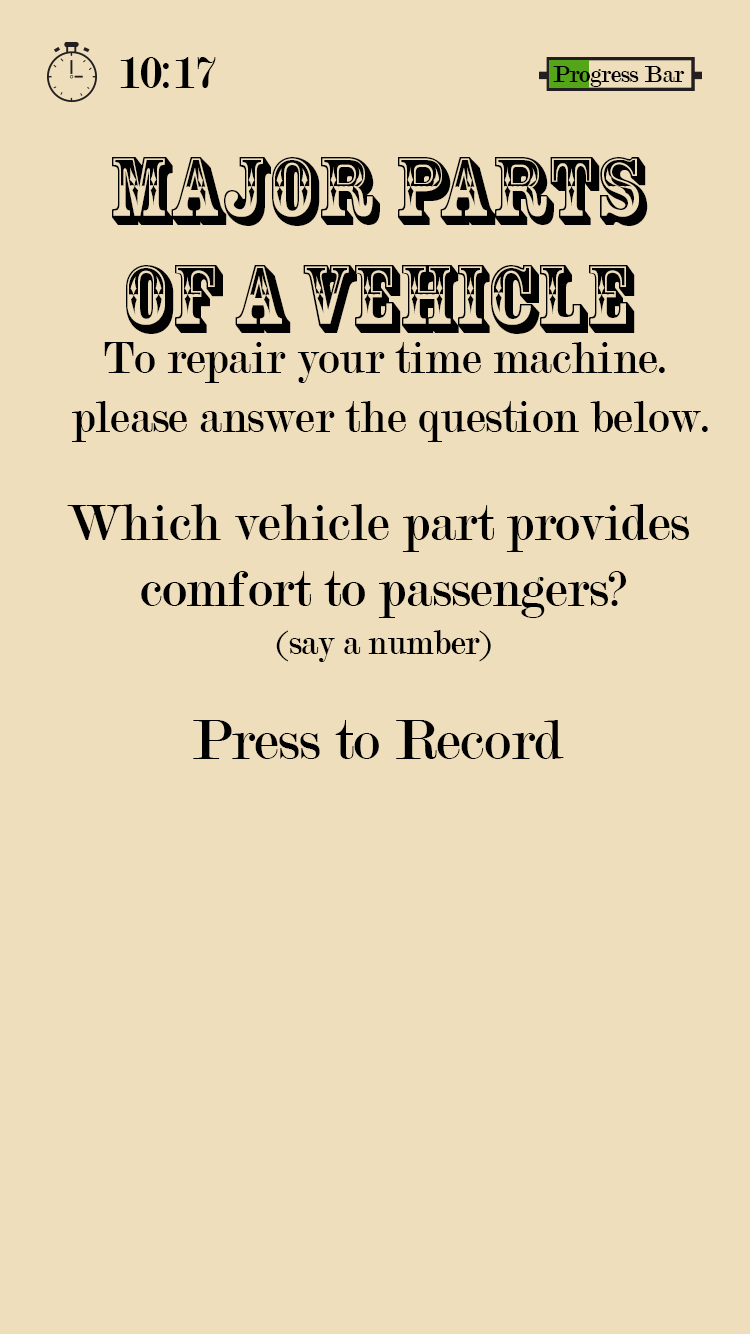 10:17
Progress Bar
MAJOR PARTS
OF A VEHICLE
To repair your time machine.
please answer the question below.
Which vehicle part provides
comfort to passengers?
(say a number)
Press to Record